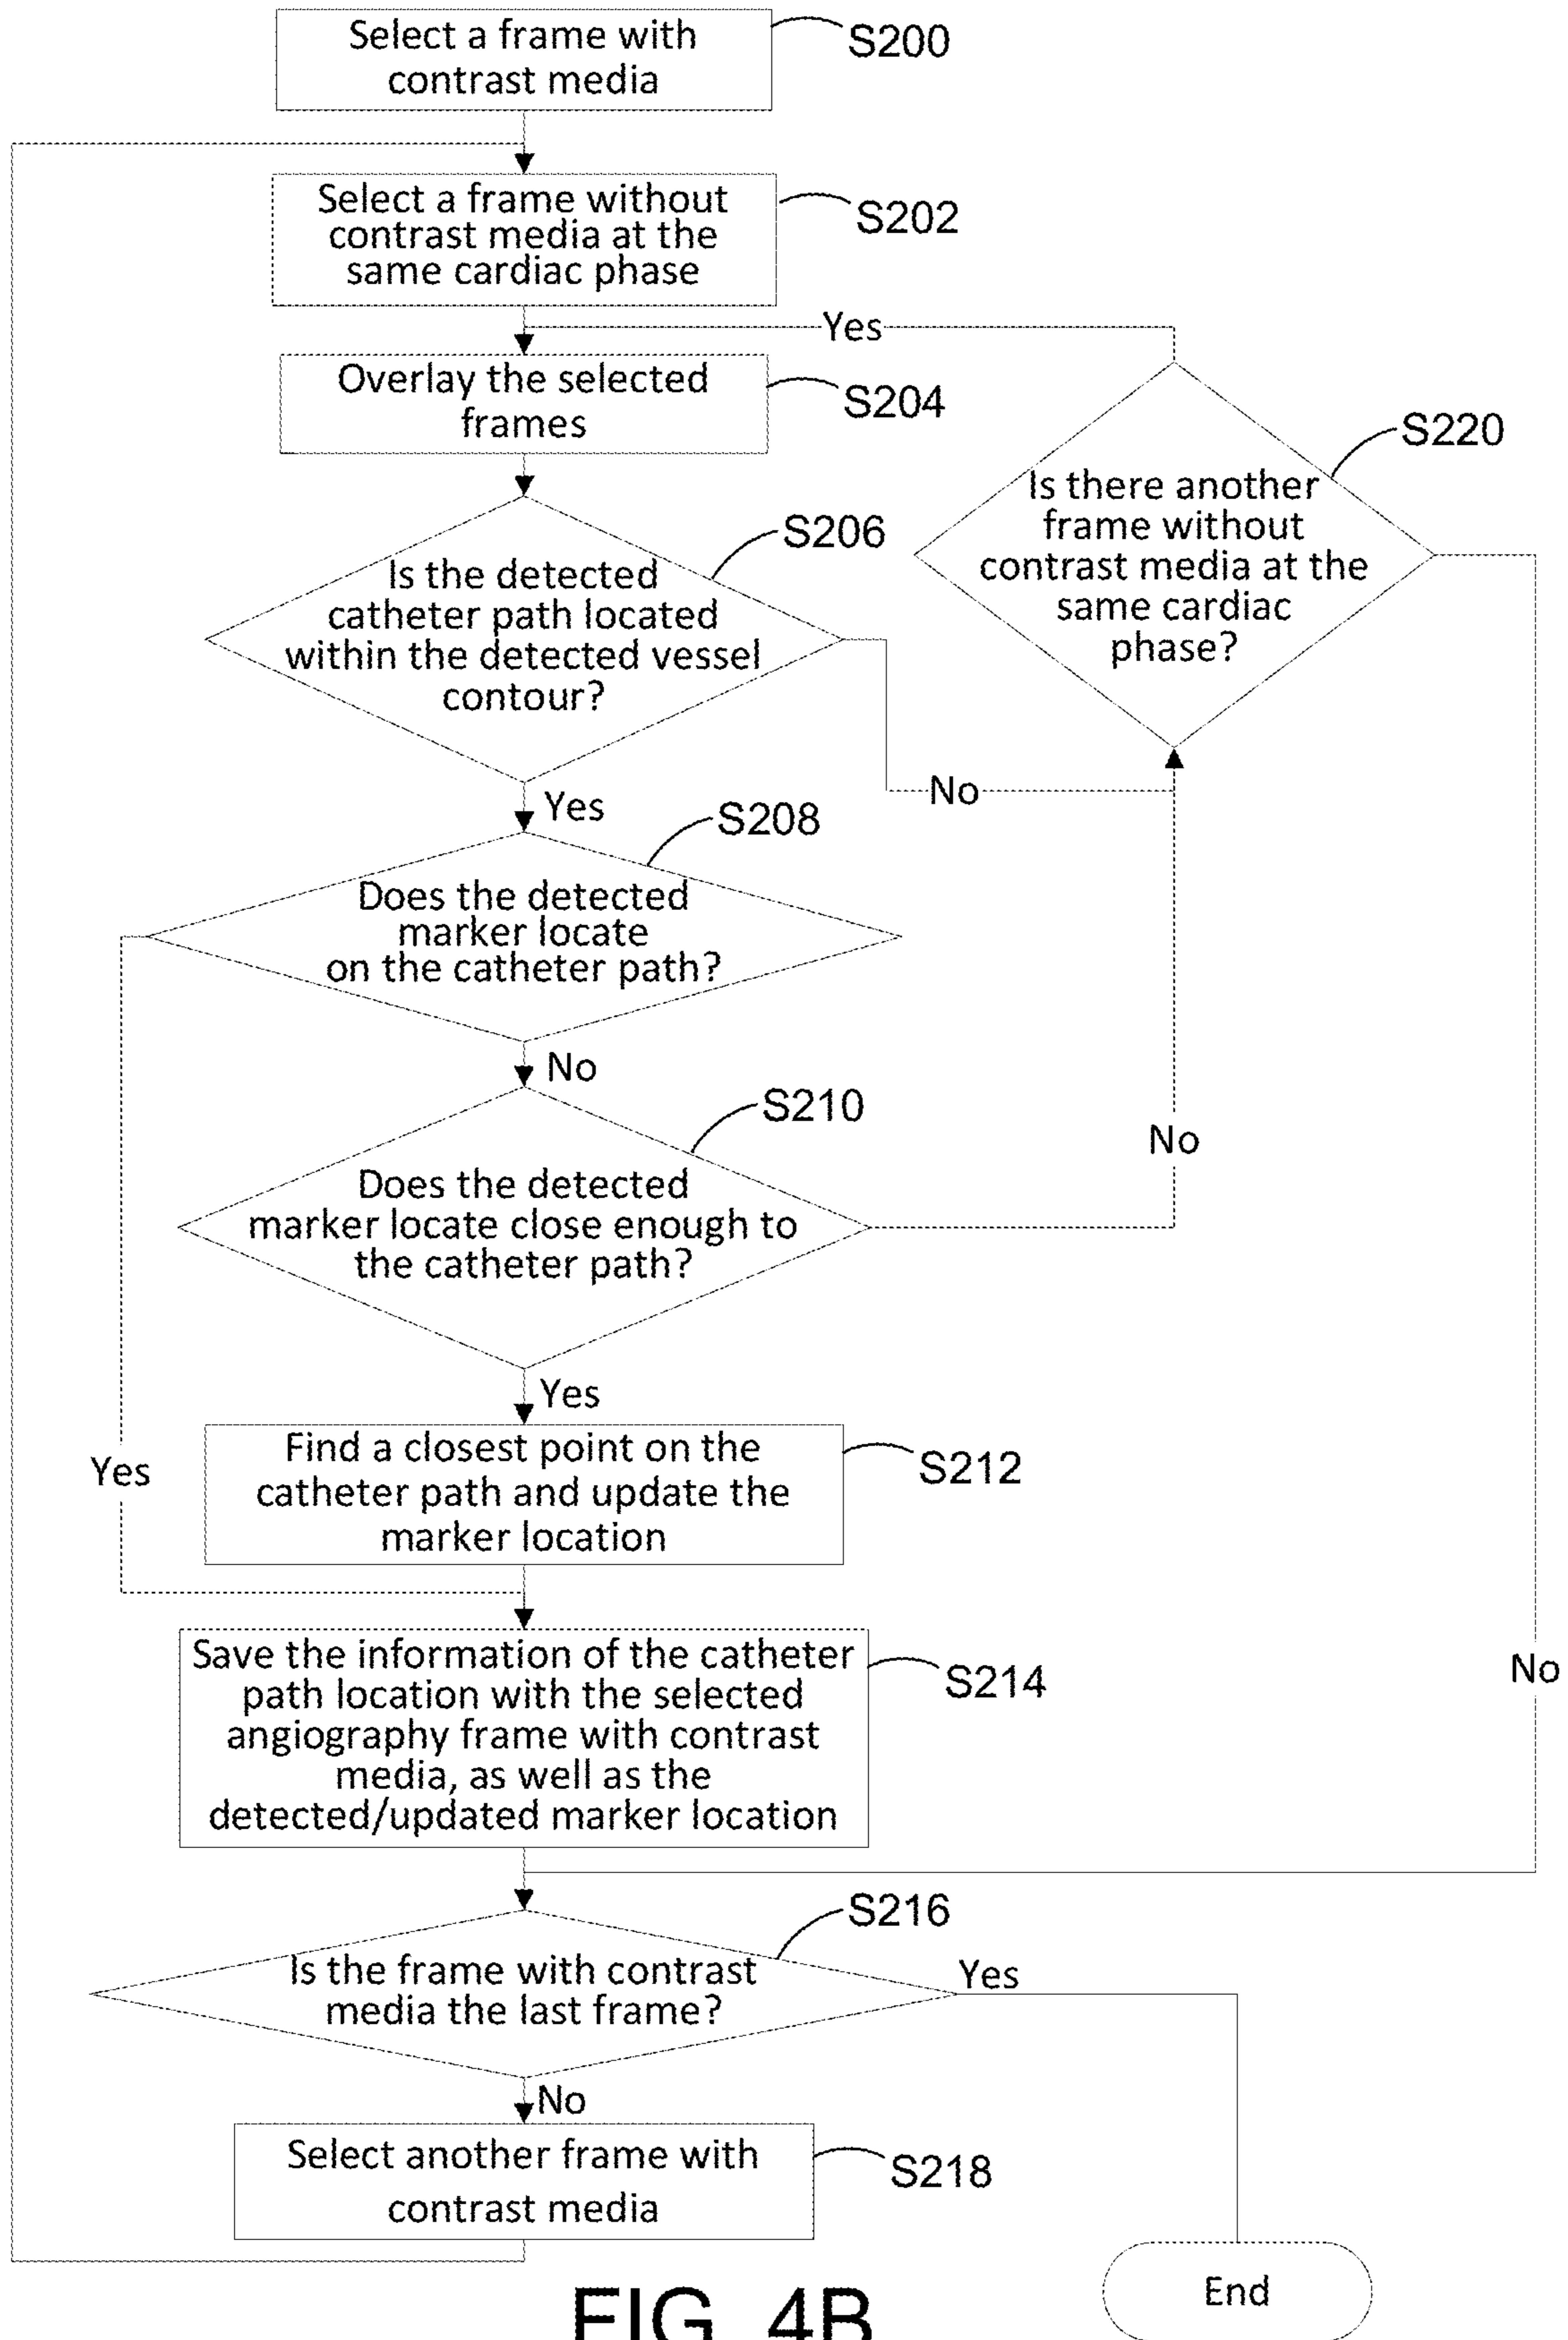 Select a frame with
contrast media
S200
Select a frame without
contrast media at the
same cardiac phase
S202
Yes
Overlay the selected
frames
S204
S220
Is there another
frame without
contrast media at the
same cardiac
phase?
S206
Is the detected
catheter path located
within the detected vessel
contour?
No
Yes
S208
Does the detected
marker locate
on the catheter path?
No
S210
No
Does the detected
marker locate close enough to
the catheter path?
Yes
Yes
Find a closest point on the
catheter path and update the
marker location
S212
Save the information of the catheter
path location with the selected
angiography frame with contrast
media, as well as the
detected/updated marker location
S214
No
S216
Is the frame with contrast
media the last frame?
Yes
No
Select another frame with
contrast media
S218
End
FIG. 4B